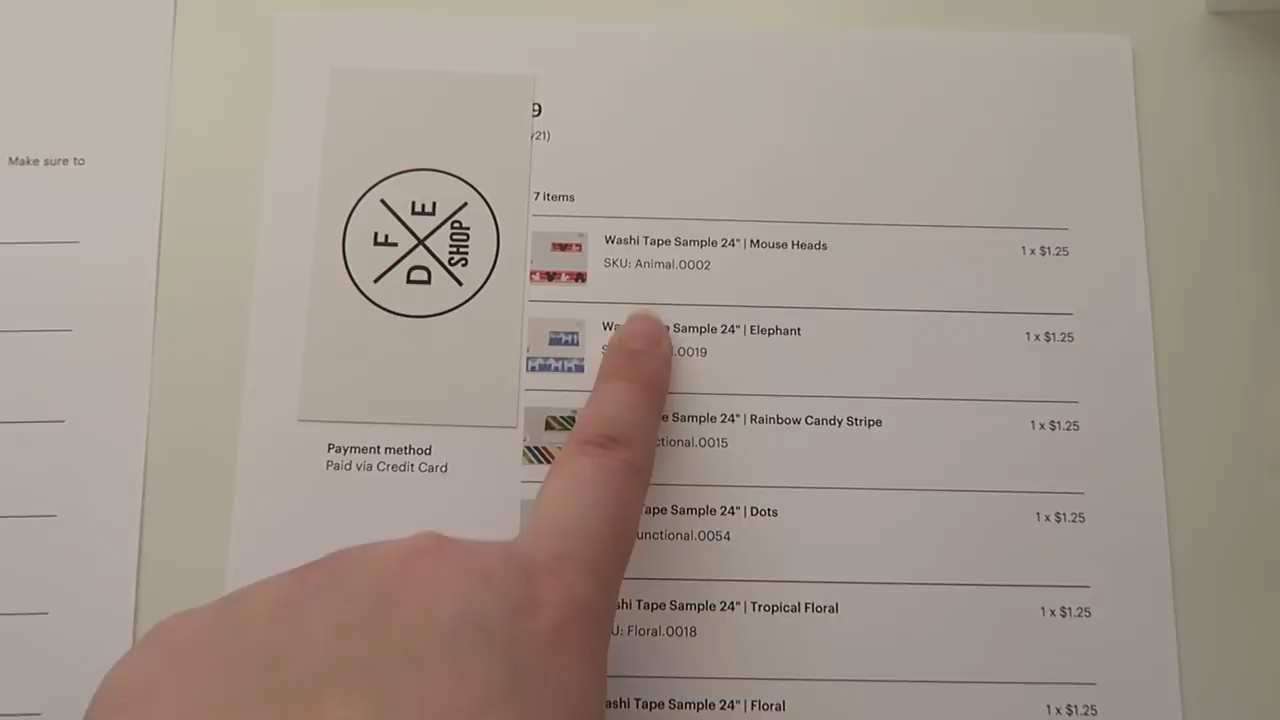 Make sure to
9
/21)
7 items
D F E SHOP
Washi Tape Sample 24" | Mouse Heads
1 x $1.25
SKU: Animal.0002
Sample 24" | Elephant
1 x $1.25
.0019
Payment method
Paid via Credit Card
Sample 24" | Rainbow Candy Stripe
1 x $1.25
ctional.0015
ape Sample 24" | Dots
1 x $1.25
unctional.0054
shi Tape Sample 24" | Tropical Floral
1 x $1.25
U: Floral.0018
ashi Tape Sample 24" | Floral
1 x $1.25